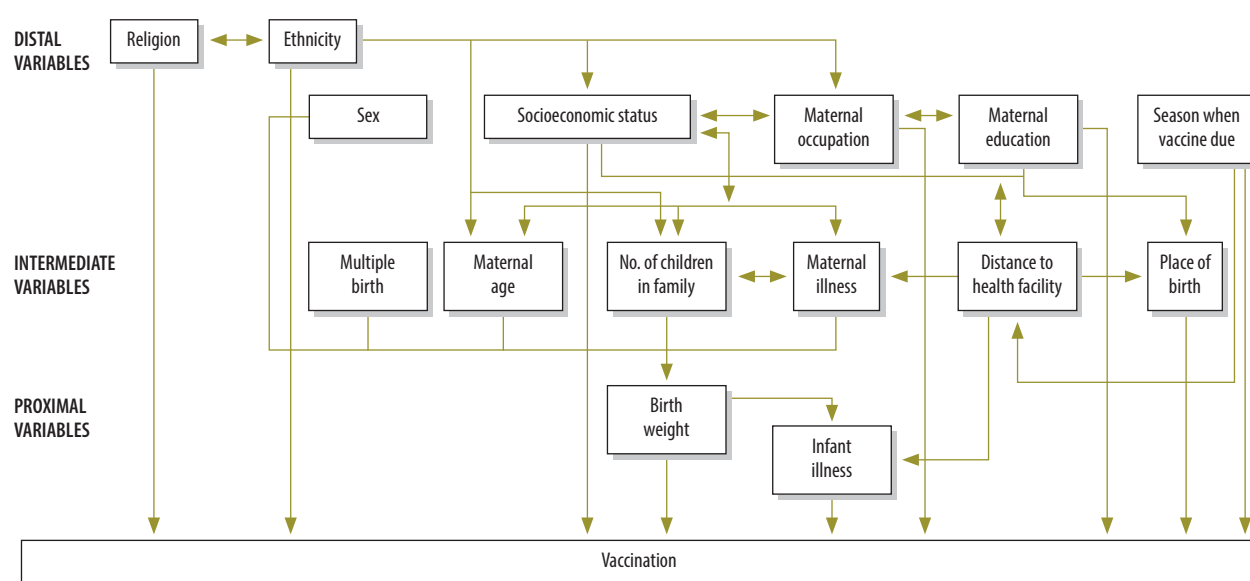 DISTAL
VARIABLES
Religion
Ethnicity
Sex
Socioeconomic status
Maternal
occupation
Maternal
education
Season when
vaccine due
INTERMEDIATE
VARIABLES
Multiple
birth
Maternal
age
No. of children
in family
Maternal
illness
Distance to
health facility
Place of
birth
PROXIMAL
VARIABLES
Birth
weight
Infant
illness
Vaccination